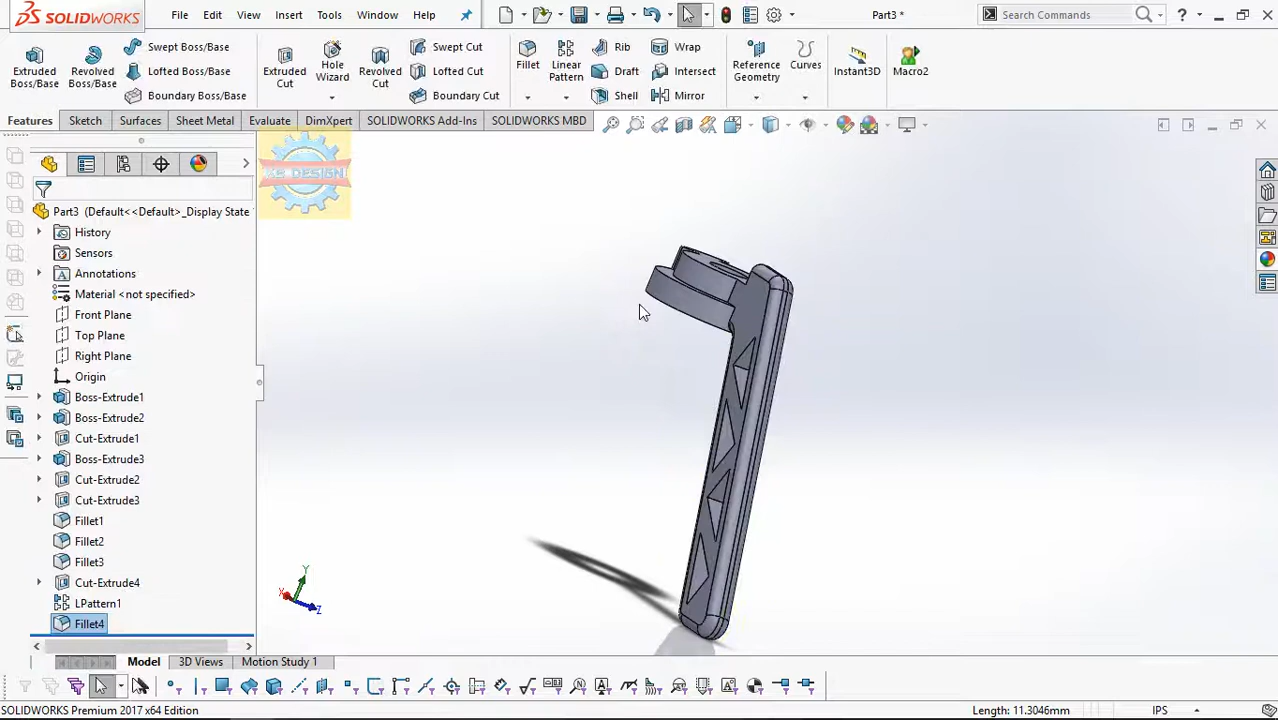 SOLIDWORKS File Edit View Insert Tools Window Help Part3 * Search Commands ?
Extruded Boss/Base Revolved Boss/Base Swept Boss/Base Lofted Boss/Base Boundary Boss/Base Extruded Cut Hole Wizard Revolved Cut Swept Cut Lofted Cut Boundary Cut Fillet Linear Pattern Rib Draft Shell Wrap Intersect Mirror Reference Geometry Curves Instant3D Macro2
Features Sketch Surfaces Sheet Metal Evaluate DimXpert SOLIDWORKS Add-Ins SOLIDWORKS MBD
DESIGN
Part3 (Default<<Default>_Display State
History
Sensors
Annotations
Material <not specified>
Front Plane
Top Plane
Right Plane
Origin
Boss-Extrude1
Boss-Extrude2
Cut-Extrude1
Boss-Extrude3
Cut-Extrude2
Cut-Extrude3
Fillet1
Fillet2
Fillet3
Cut-Extrude4
LPattern1
Fillet4
Y
X
Z
Model 3D Views Motion Study 1
SOLIDWORKS Premium 2017 x64 Edition Length: 11.3046mm IPS